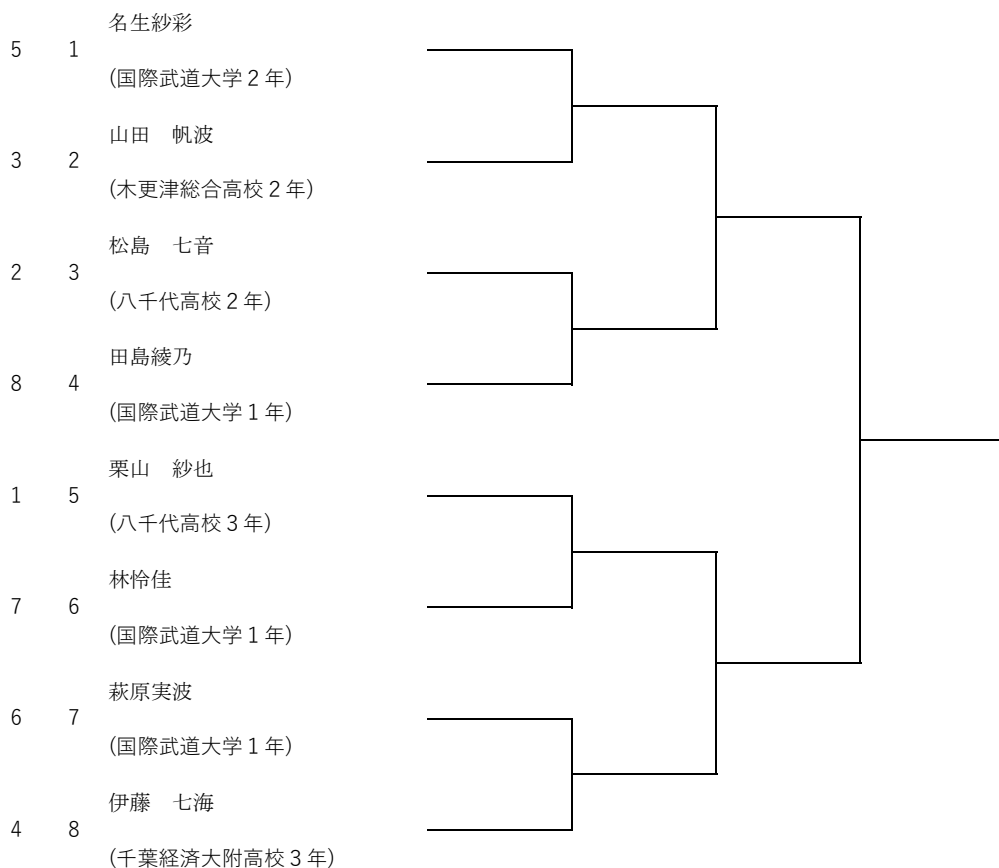 名生紗彩
5 1
(国際武道大学２年)
山田　帆波
3 2
(木更津総合高校２年)
松島　七音
2 3
(八千代高校２年)
田島綾乃
8 4
(国際武道大学１年)
栗山　紗也
1 5
(八千代高校３年)
林怜佳
7 6
(国際武道大学１年)
萩原実波
6 7
(国際武道大学１年)
伊藤　七海
4 8
(千葉経済大附高校３年)